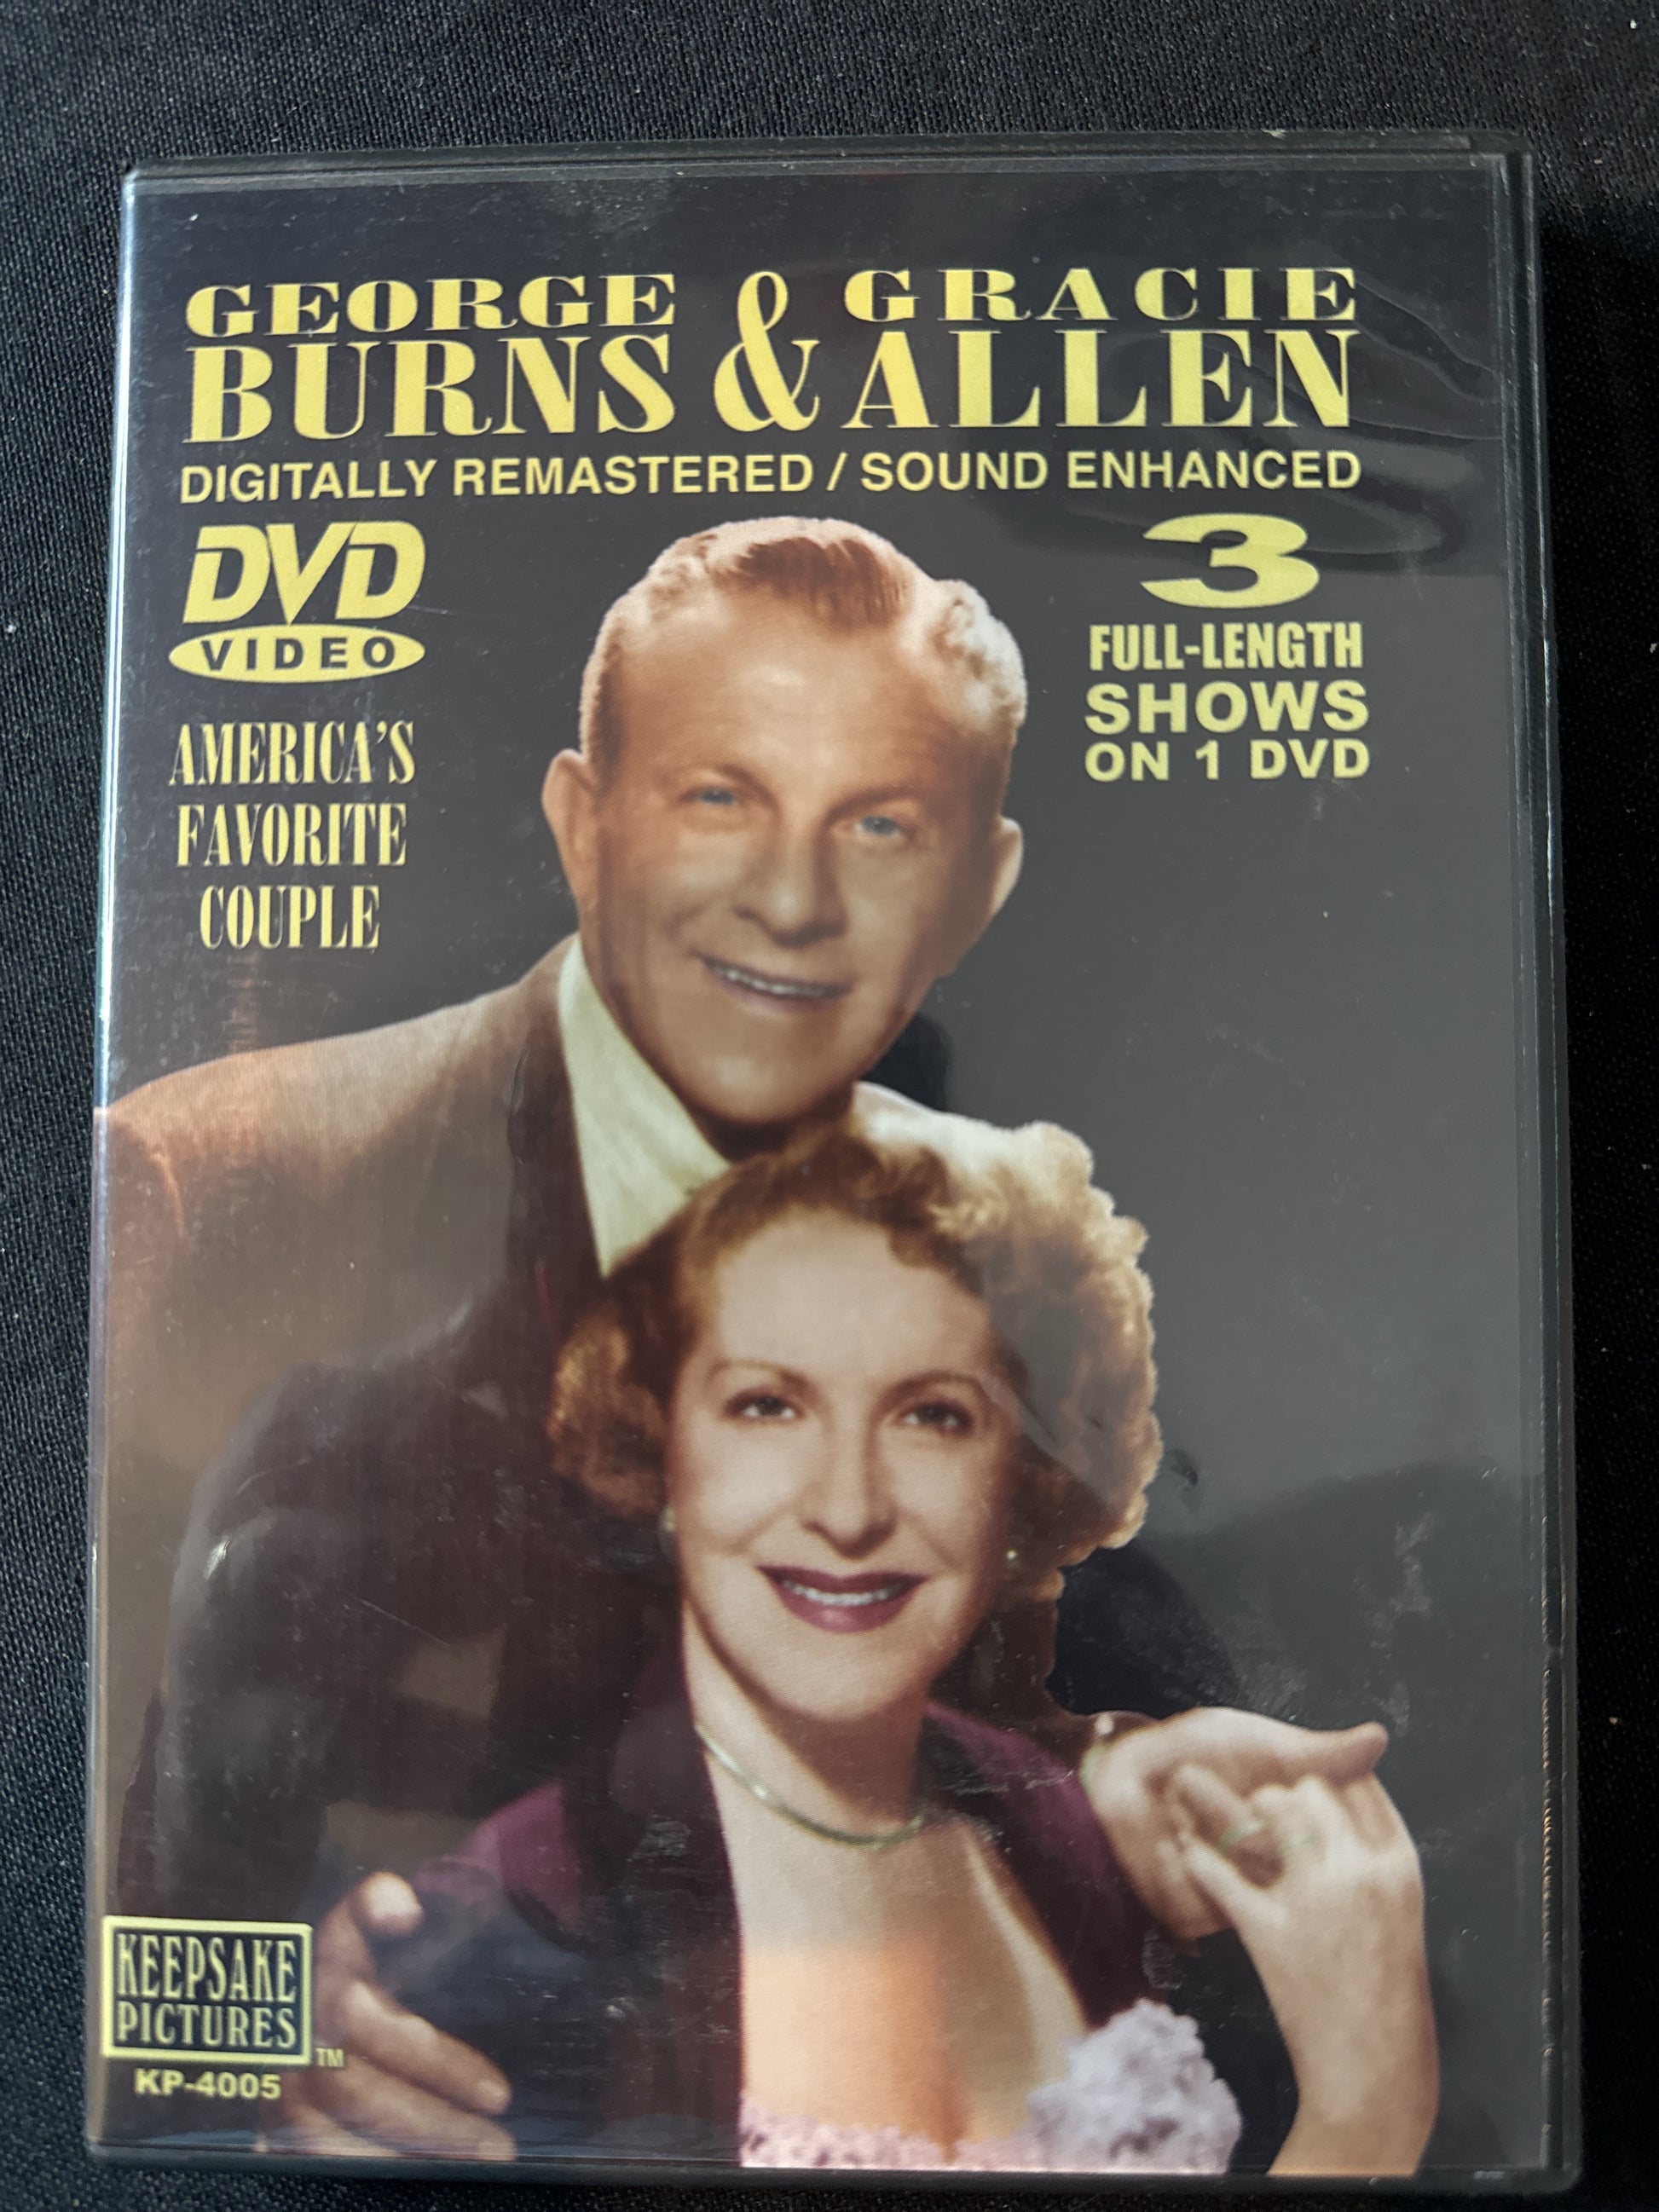 GEORGE & GRACIE
BURNS ALLEN
DIGITALLY REMASTERED / SOUND ENHANCED
DVD
VIDEO
AMERICA'S
FAVORITE
COUPLE
3
FULL-LENGTH
SHOWS
ON 1 DVD
KEEPSAKE
PICTURES
TM
KP-4005